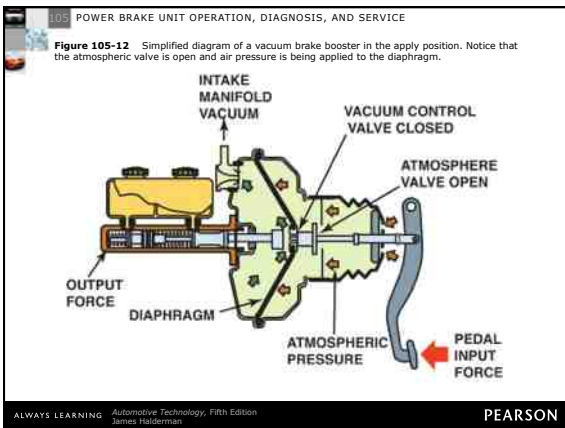 105 POWER BRAKE UNIT OPERATION, DIAGNOSIS, AND SERVICE
Figure 105-12 Simplified diagram of a vacuum brake booster in the apply position. Notice that
the atmospheric valve is open and air pressure is being applied to the diaphragm.
INTAKE
MANIFOLD
VACUUM
VACUUM CONTROL
VALVE CLOSED
ATMOSPHERE
VALVE OPEN
OUTPUT
FORCE
DIAPHRAGM
ATMOSPHERIC
PRESSURE
PEDAL
INPUT
FORCE
ALWAYS LEARNING
Automotive Technology, Fifth Edition
James Halderman
PEARSON